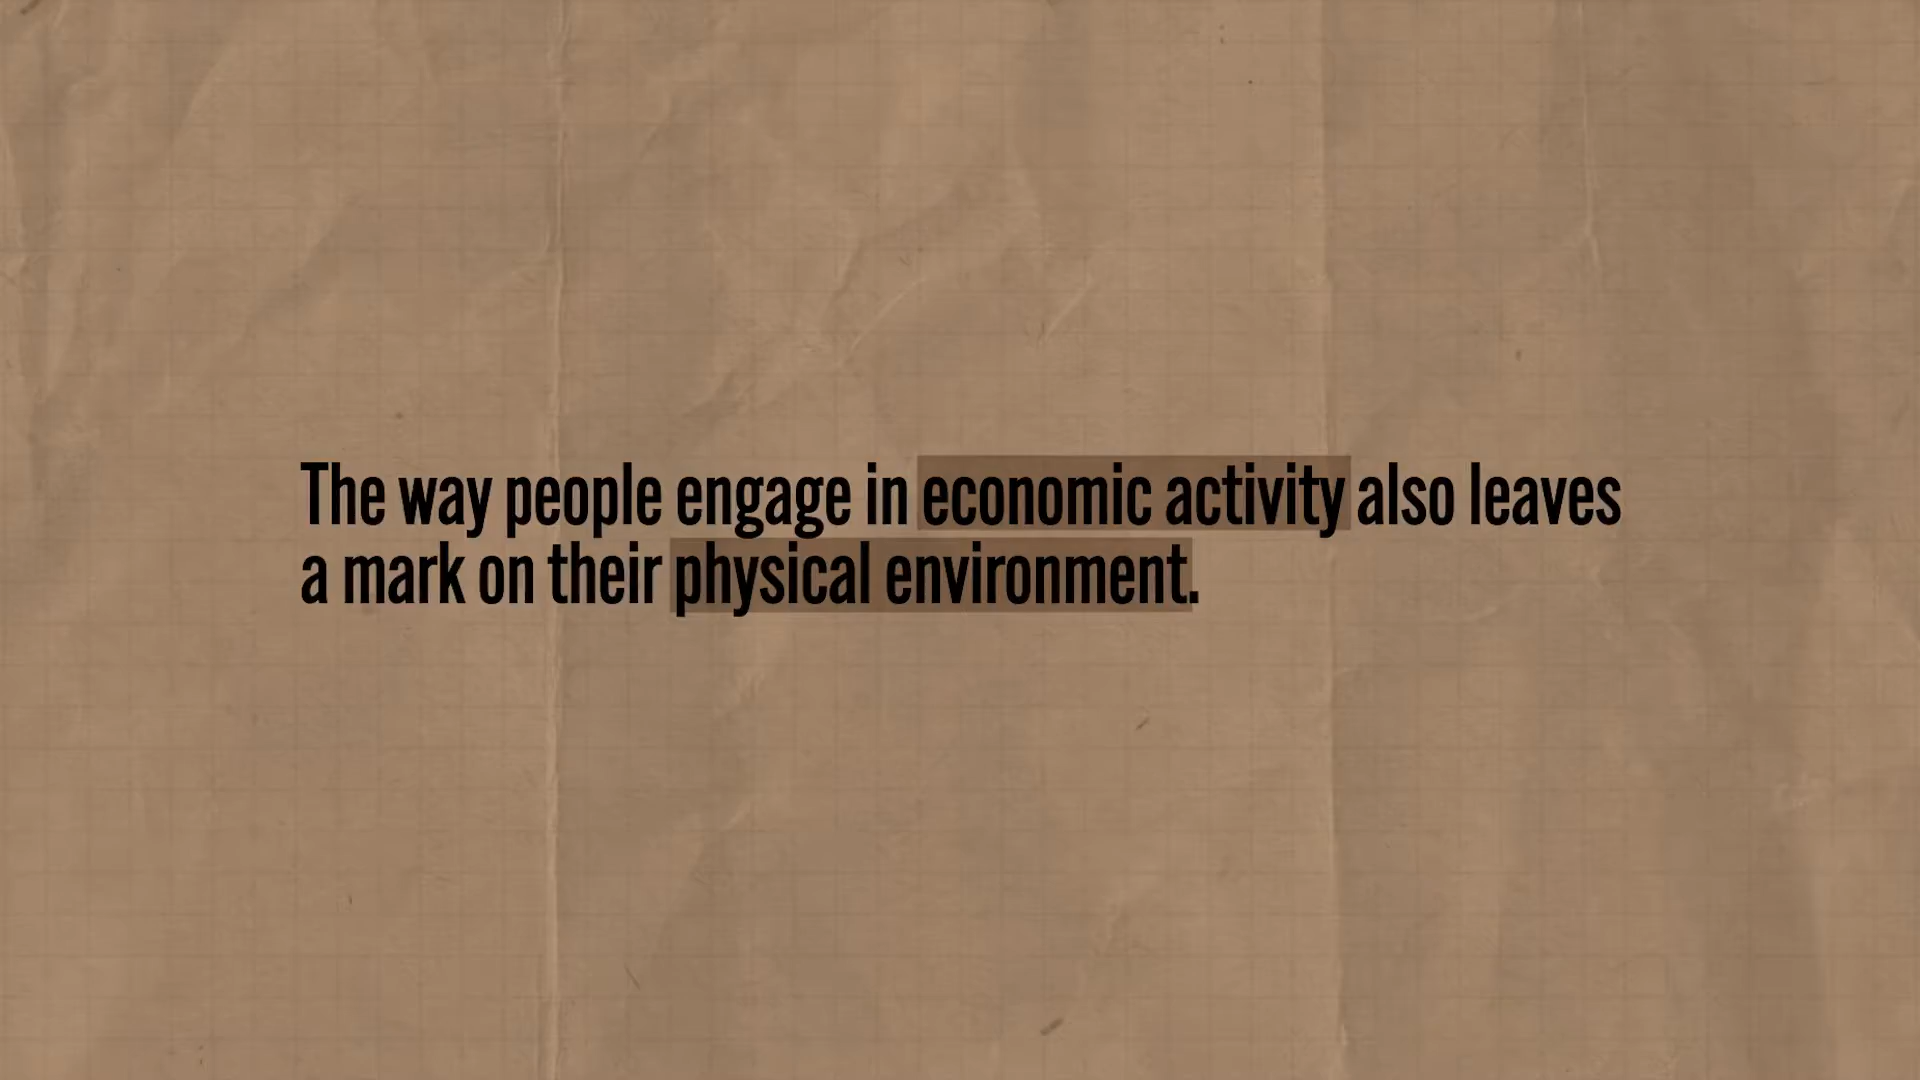 The way people engage in economic activity also leaves
a mark on their physical environment.